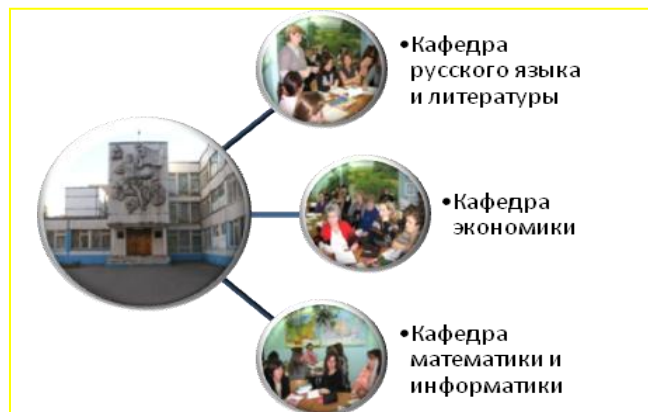 •Кафедра
русского языка
и литературы
•Кафедра
экономики
•Кафедра
математики и
информатики